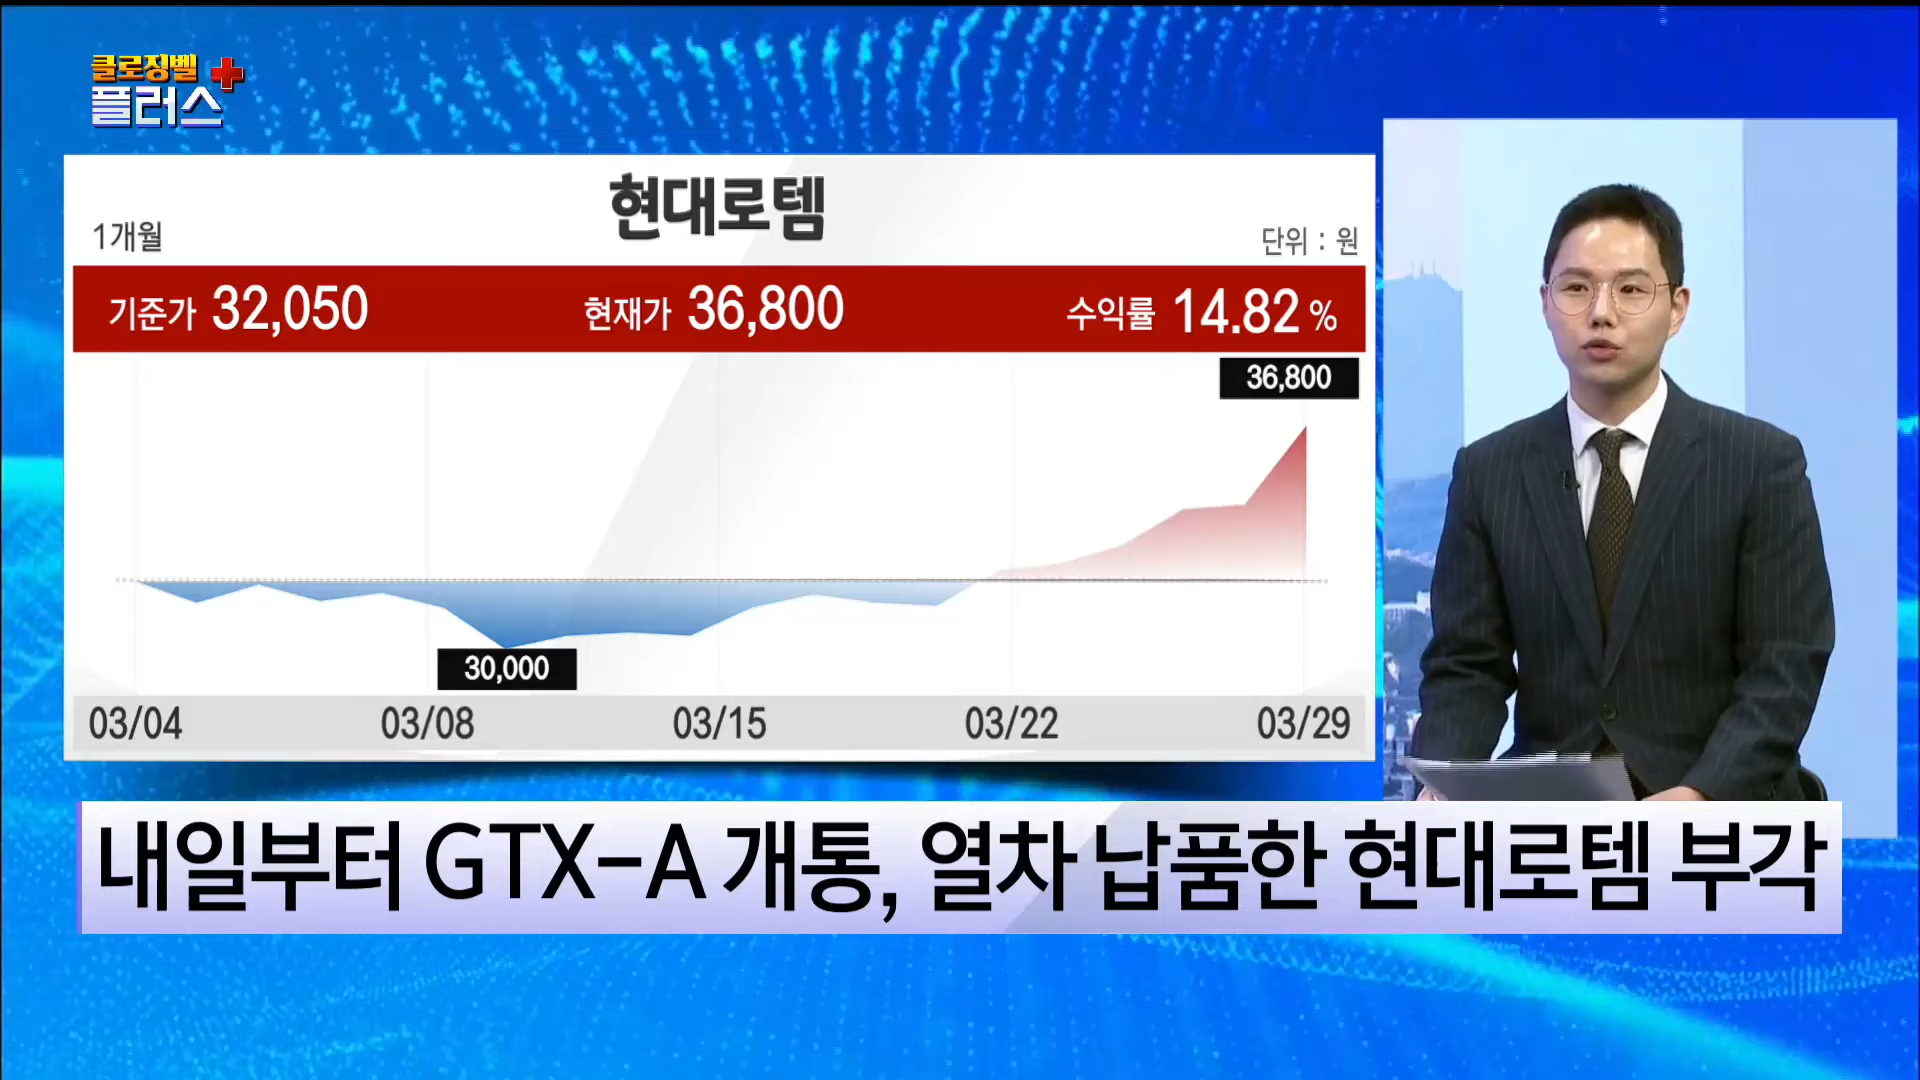 클로징벨
플러스
현대로템
1개월
단위 : 원
기준가 32,050 현재가 36,800 수익률 14.82 %
36,800
30,000
03/04 03/08 03/15 03/22 03/29
내일부터 GTX-A 개통, 열차 납품한 현대로템 부각